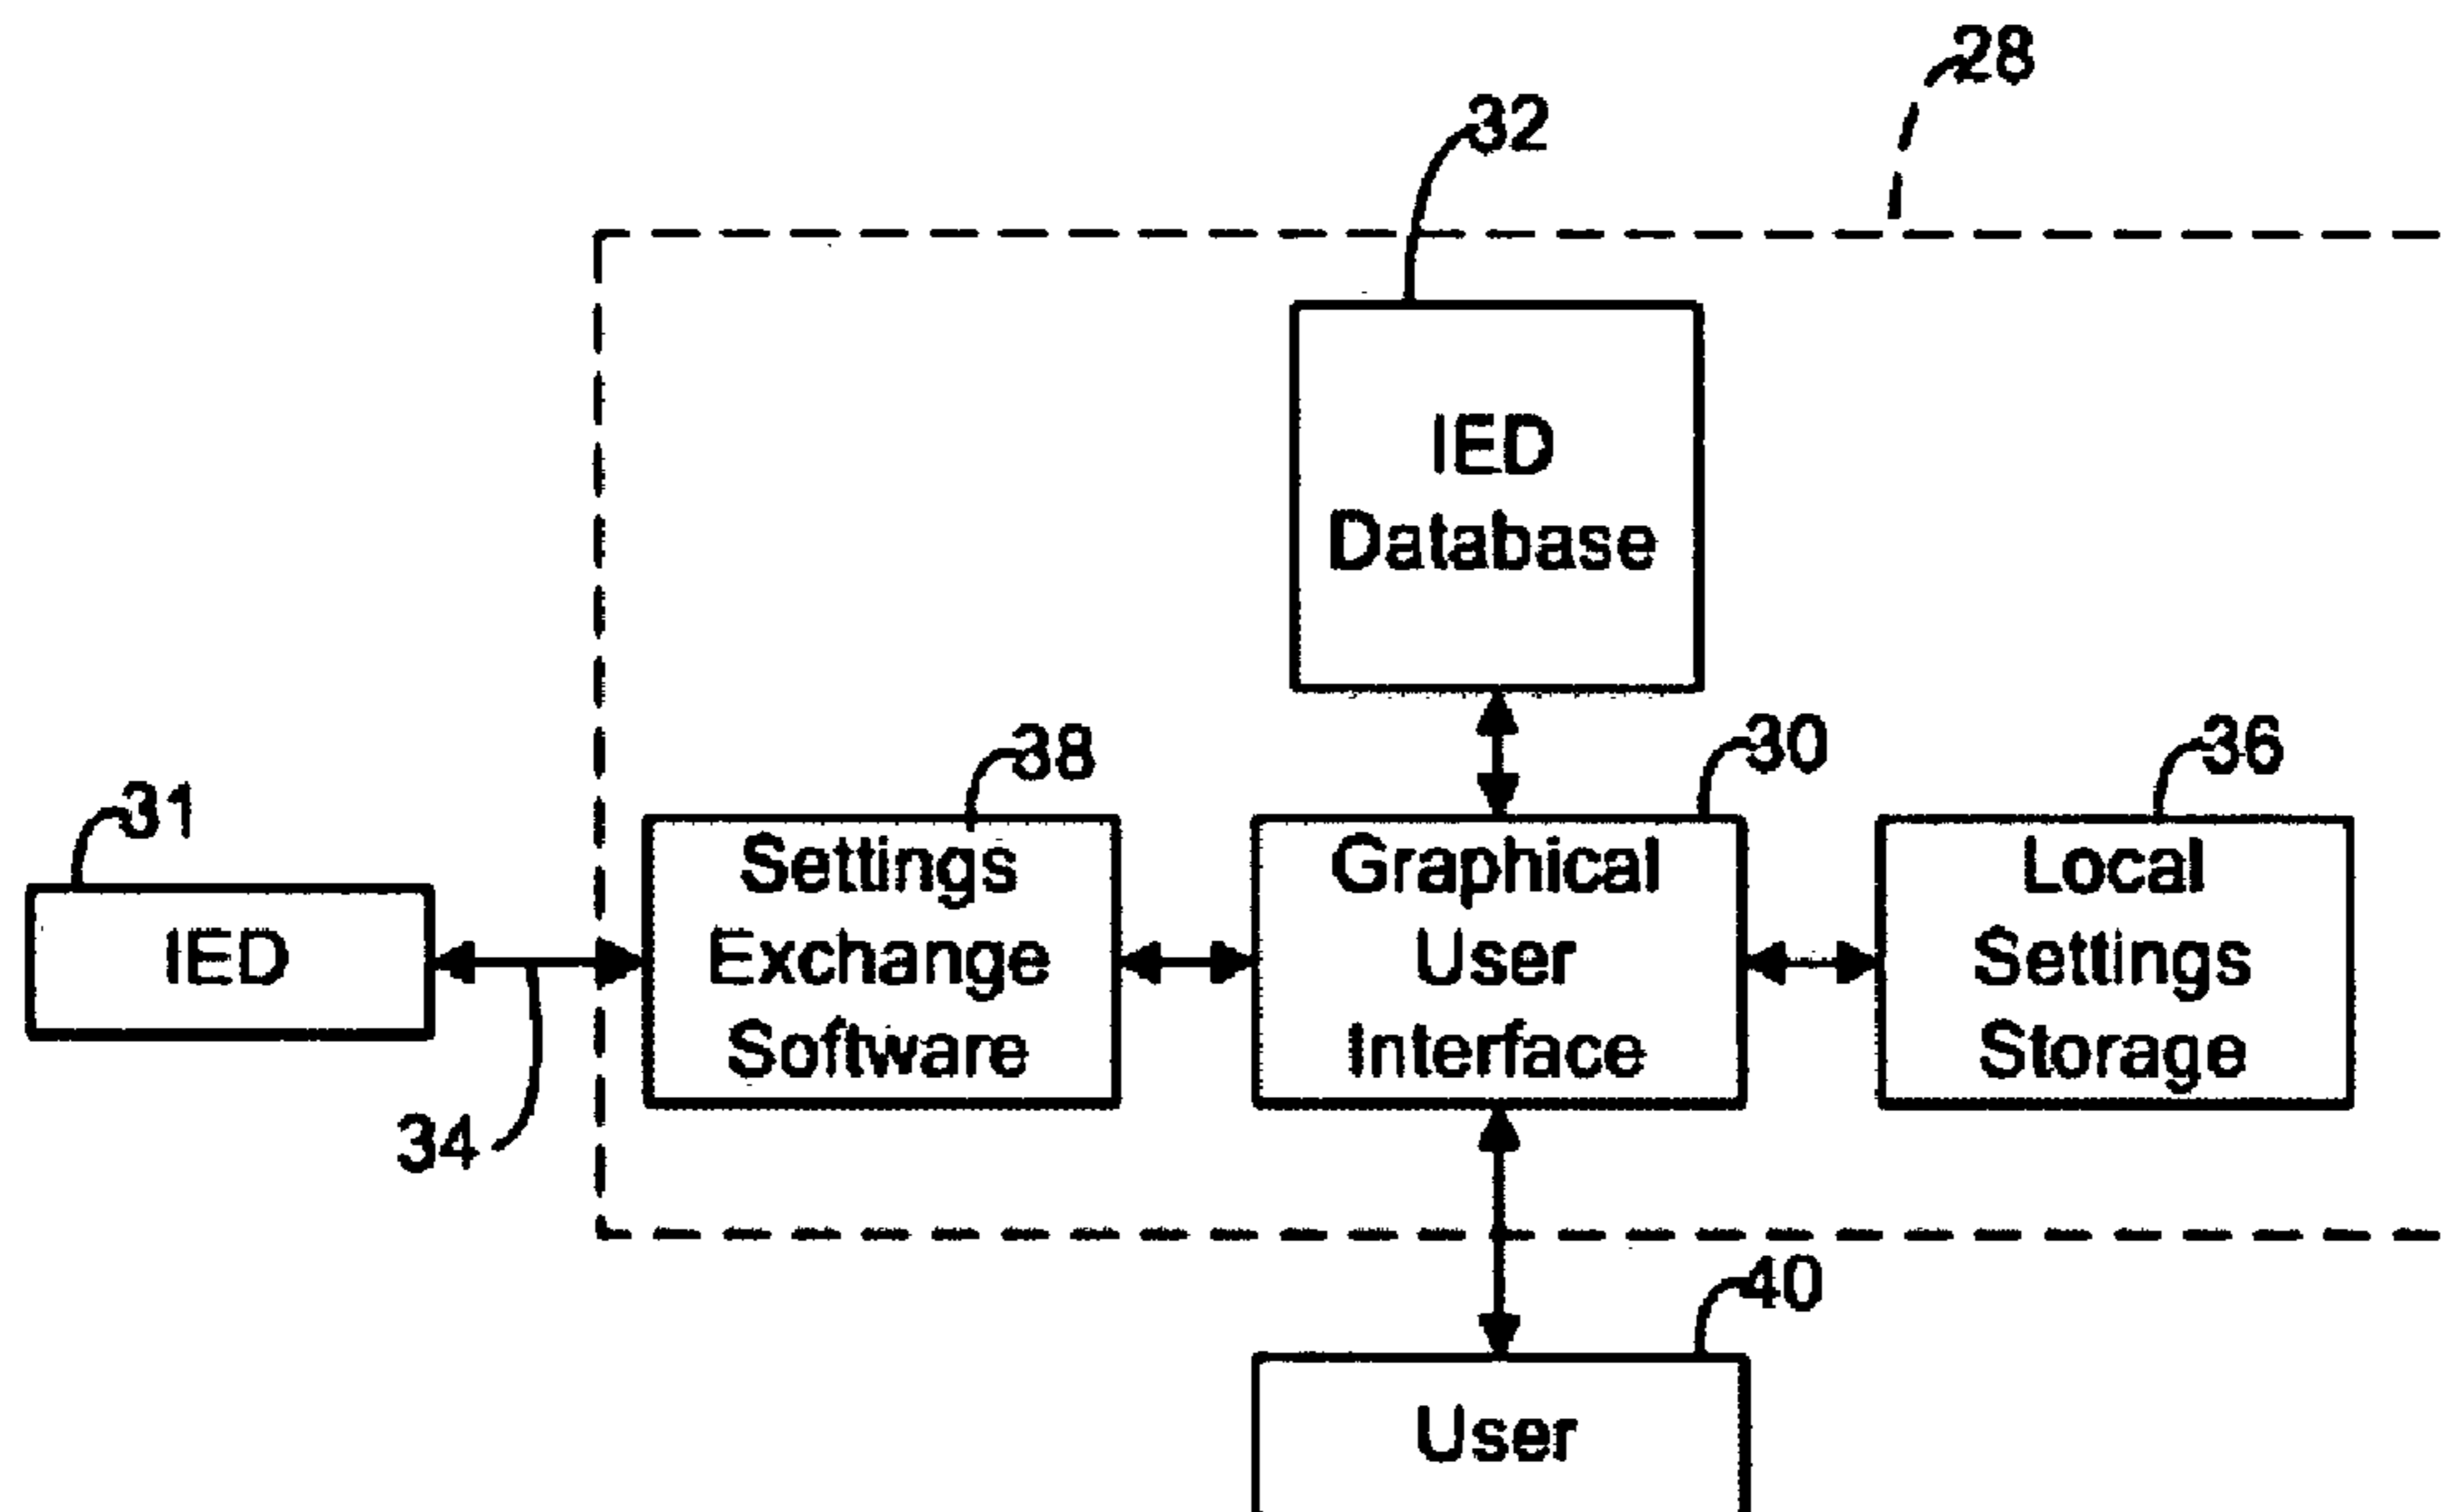 28
32
IED
Database
38
30
36
31
Settings
Exchange
Software
Graphical
User
Interface
Local
Settings
Storage
IED
34
40
User